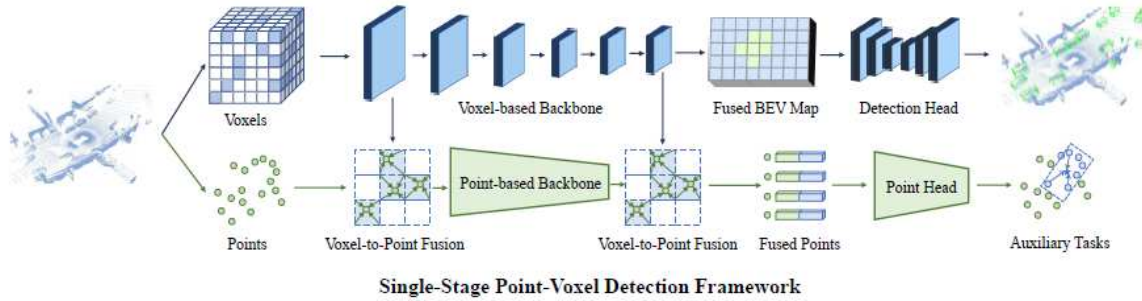 Voxels
Voxel-based Backbone
Fused BEV Map
Detection Head
Point-based Backbone
Point Head
Points
Voxel-to-Point Fusion
Voxel-to-Point Fusion
Fused Points
Auxiliary Tasks
Single-Stage Point-Voxel Detection Framework